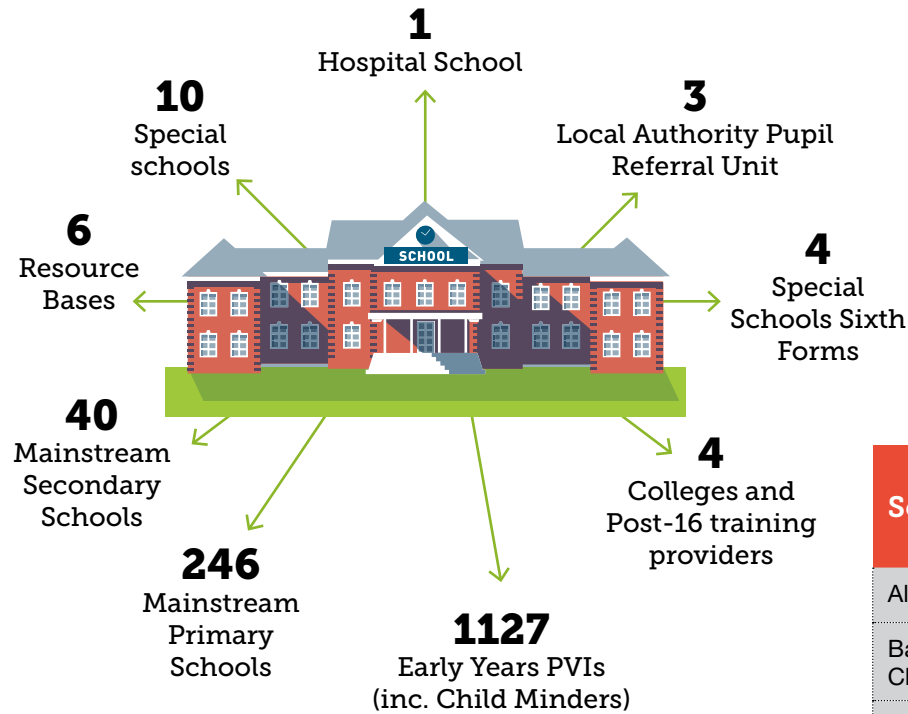 1
Hospital School
10
Special
schools
3
Local Authority Pupil
Referral Unit
6
Resource
Bases
SCHOOL
4
Special
Schools Sixth
Forms
40
Mainstream
Secondary
Schools
4
Colleges and
Post-16 training
providers
246
Mainstream
Primary
Schools
1127
Early Years PVIs
(inc. Child Minders)